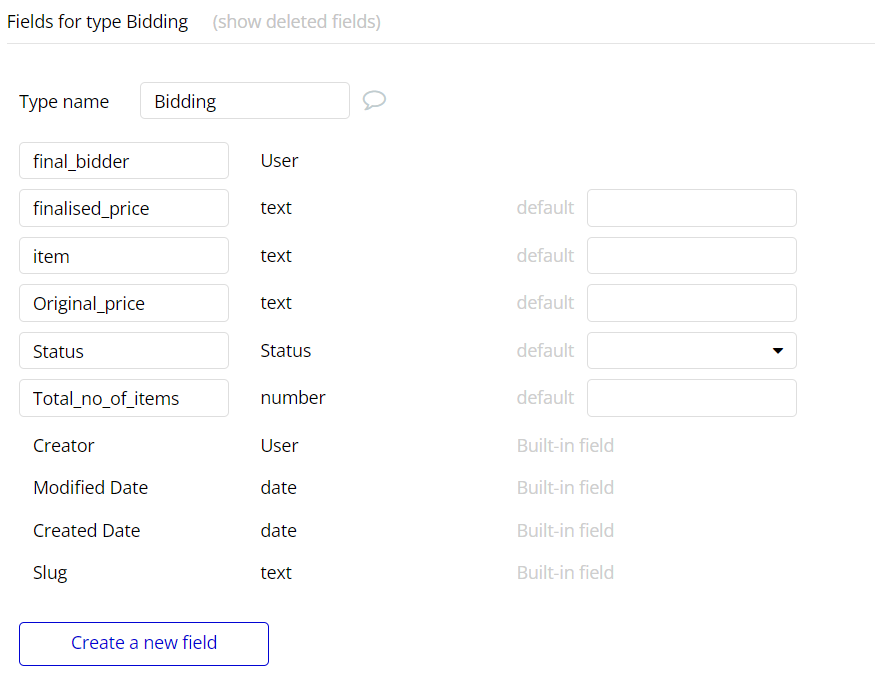 Fields for type Bidding (show deleted fields)
Type name Bidding
final_bidder User
finalised_price text default
item text default
Original_price text default
Status Status default
Total_no_of_items number default
Creator User Built-in field
Modified Date date Built-in field
Created Date date Built-in field
Slug text Built-in field
Create a new field